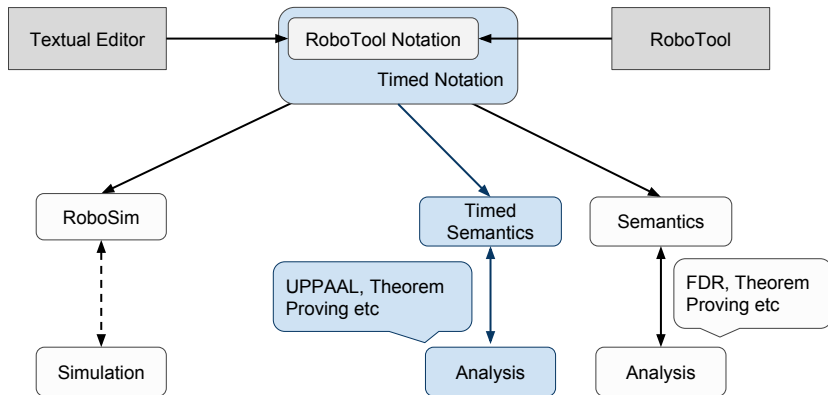 Textual Editor
RoboTool Notation
RoboTool
Timed Notation
RoboSim
Timed
Semantics
Semantics
UPPAAL, Theorem
Proving etc
FDR, Theorem
Proving etc
Simulation
Analysis
Analysis